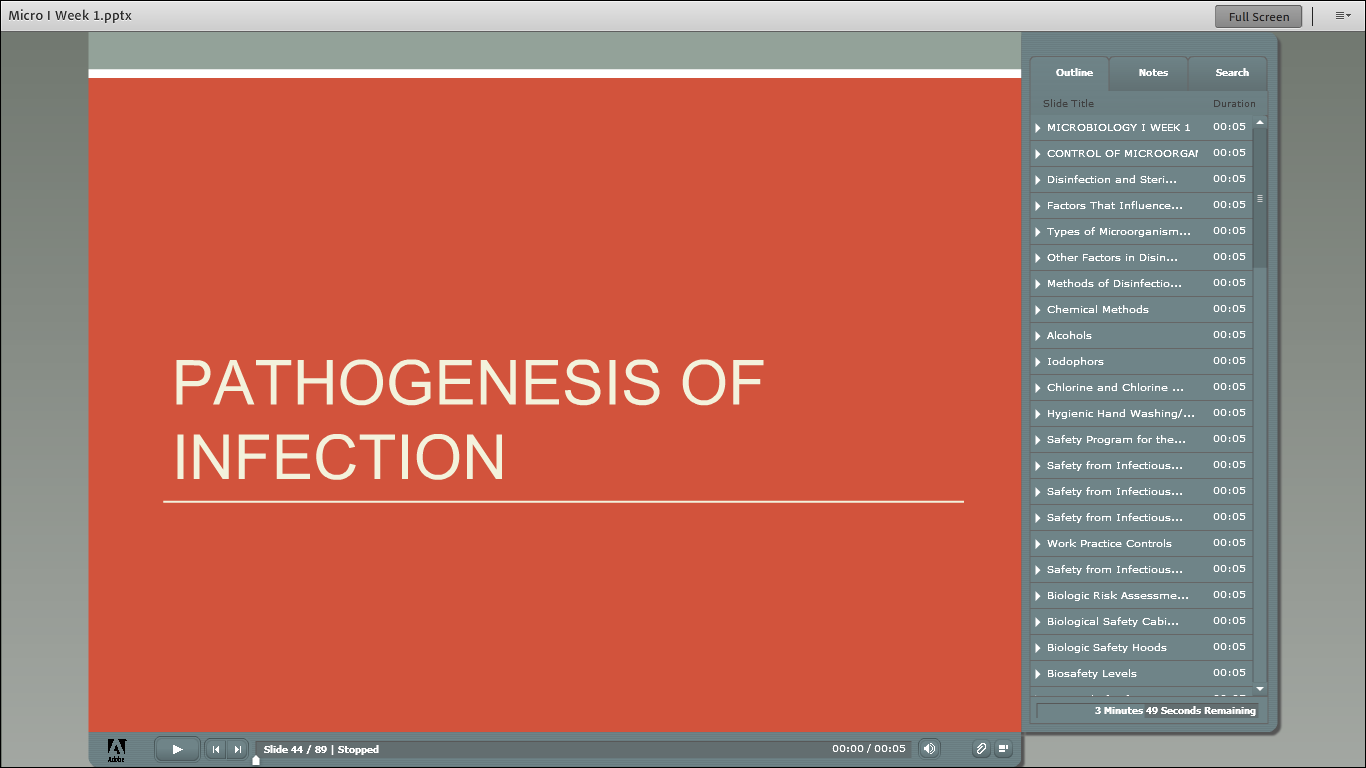 Micro I Week 1.pptx
Full Screen
PATHOGENESIS OF
INFECTION
Outline Notes Search
Slide Title Duration
MICROBIOLOGY I WEEK 1 00:05
CONTROL OF MICROORGAN 00:05
Disinfection and Steri... 00:05
Factors That Influence... 00:05
Types of Microorganism... 00:05
Other Factors in Disin... 00:05
Methods of Disinfectio... 00:05
Chemical Methods 00:05
Alcohols 00:05
Iodophors 00:05
Chlorine and Chlorine ... 00:05
Hygienic Hand Washing/... 00:05
Safety Program for the... 00:05
Safety from Infectious... 00:05
Safety from Infectious... 00:05
Safety from Infectious... 00:05
Work Practice Controls 00:05
Safety from Infectious... 00:05
Biologic Risk Assessme... 00:05
Biological Safety Cabi... 00:05
Biologic Safety Hoods 00:05
Biosafety Levels 00:05
3 Minutes 49 Seconds Remaining
Adobe
Slide 44 / 89 | Stopped 00:00 / 00:05